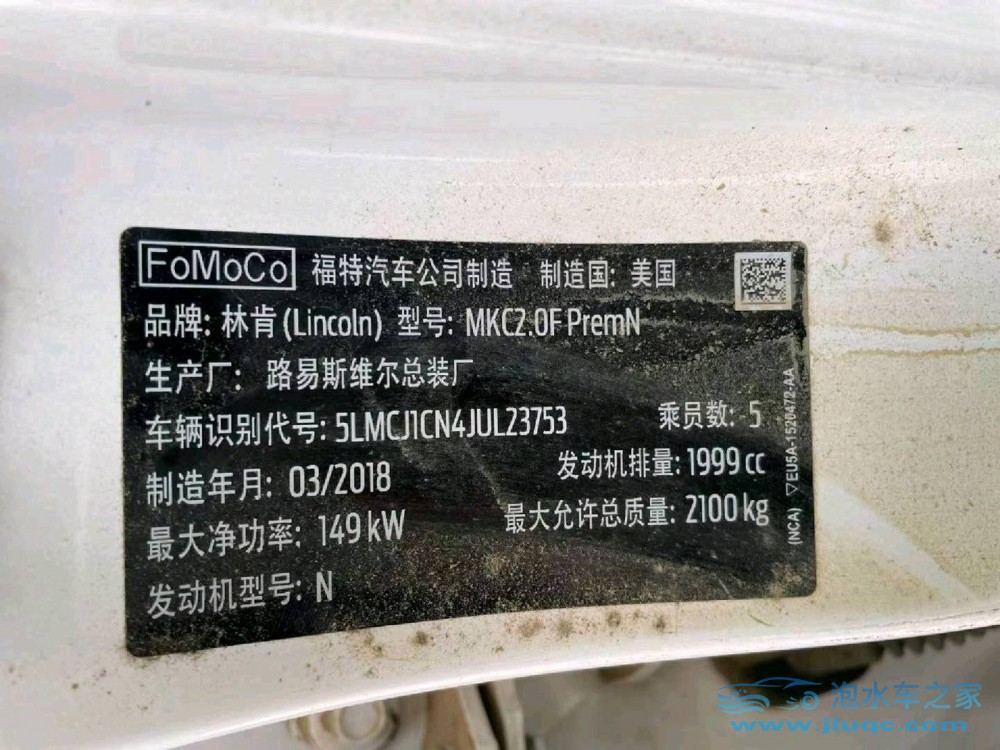 FoMoCo 福特汽车公司制造 制造国: 美国
品牌: 林肯 (Lincoln) 型号: MKC2.0F PremN
生产厂: 路易斯维尔总装厂
车辆识别代号: 5LMCJ1CN4JUL23753 乘员数: 5
制造年月: 03/2018 发动机排量: 1999 cc
最大净功率: 149 kW 最大允许总质量: 2100 kg
发动机型号: N
(NCA) ▽EU5A-1520472-AA
泡水车之家
www.jluqc.com